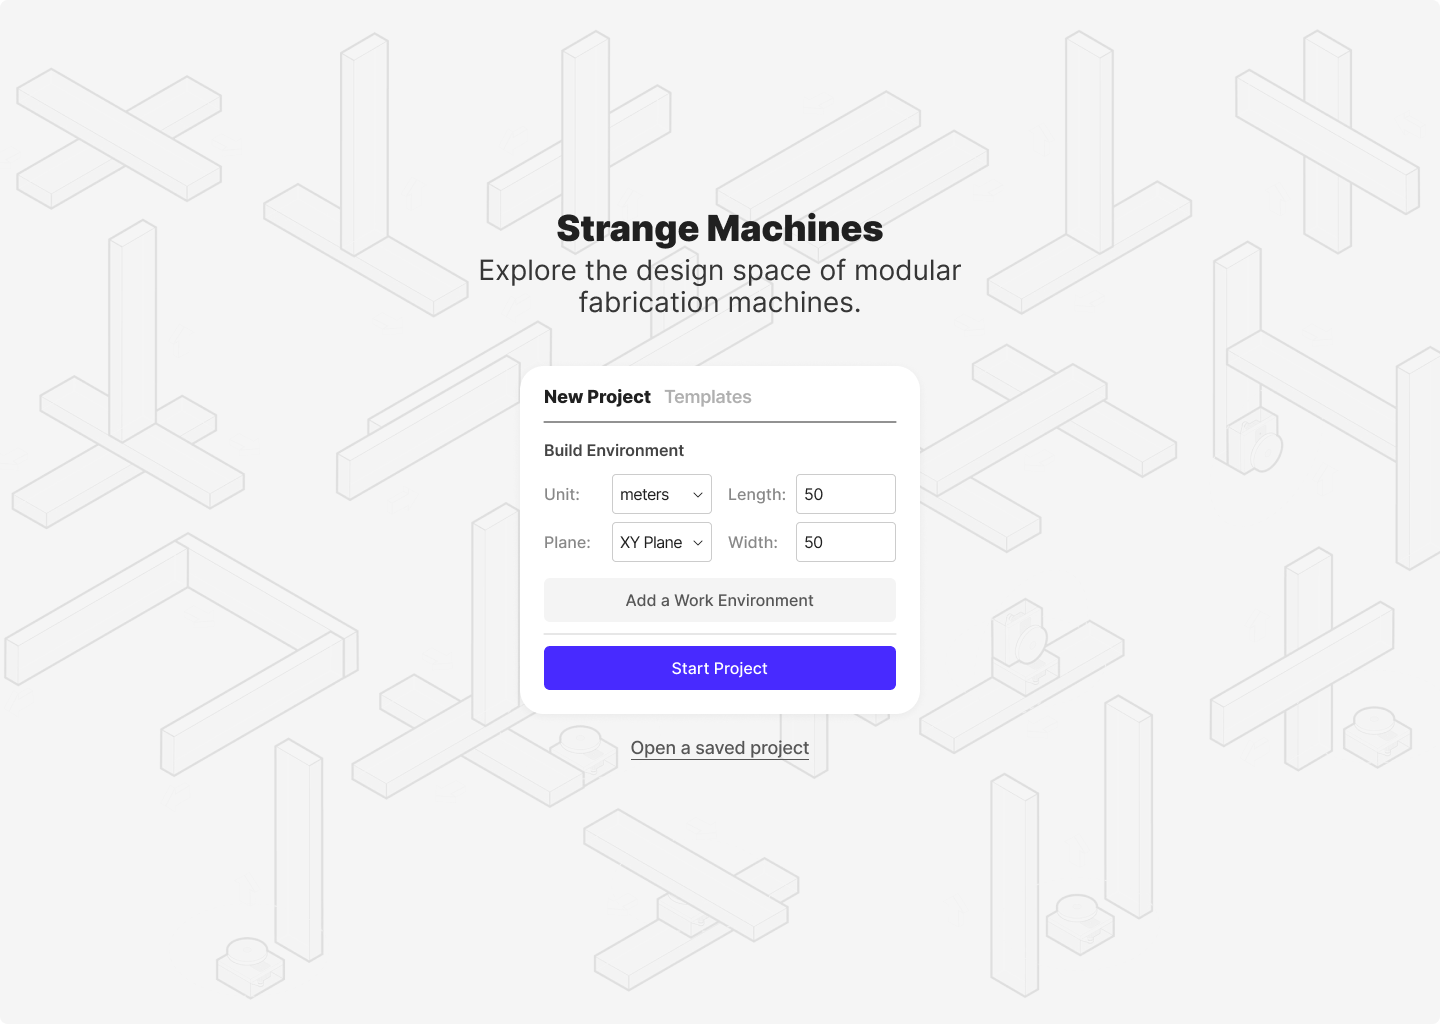 Strange Machines
Explore the design space of modular
fabrication machines.
New Project Templates
Build Environment
Unit: meters Length: 50
Plane: XY Plane Width: 50
Add a Work Environment
Start Project
Open a saved project